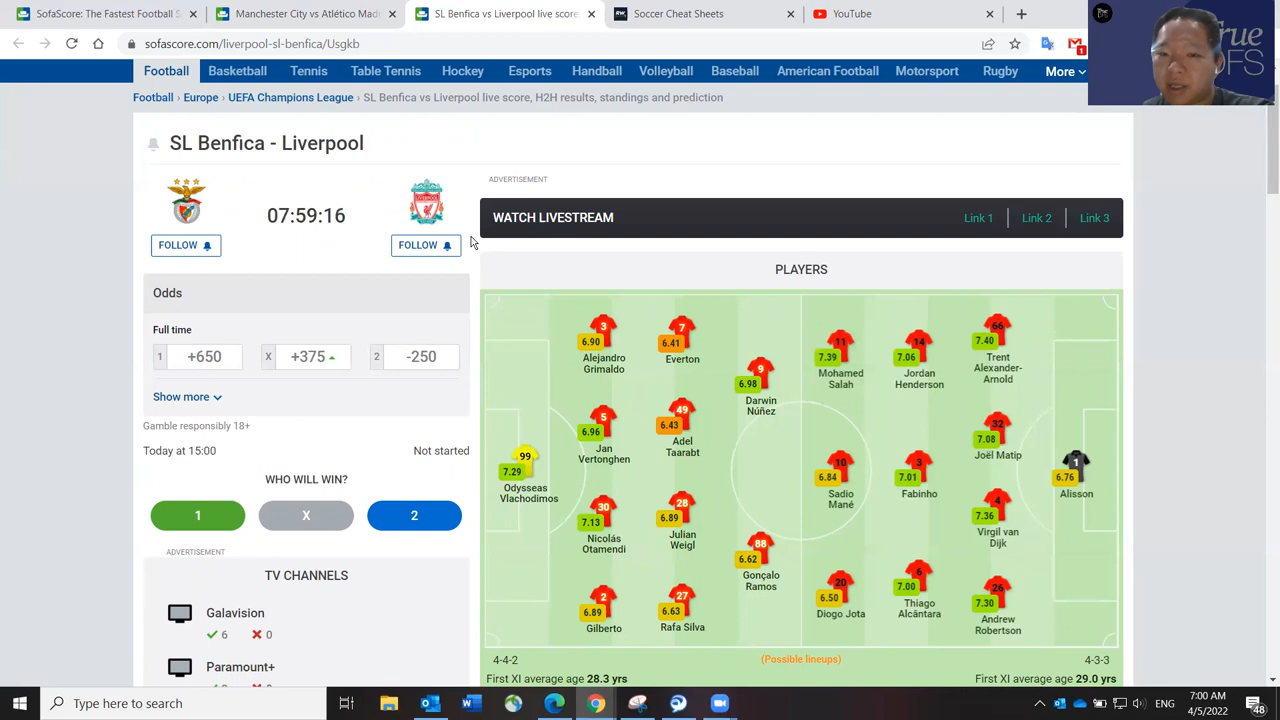 SofaScore: The Fastest Football S
Manchester City vs Atlético Mad
SL Benfica vs Liverpool live score
Soccer Cheat Sheets
YouTube
sofascore.com/liverpool-sl-benfica/Usgkb
Football Basketball Tennis Table Tennis Hockey Esports Handball Volleyball Baseball American Football Motorsport Rugby More
Football › Europe › UEFA Champions League › SL Benfica vs Liverpool live score, H2H results, standings and prediction
SL Benfica - Liverpool
07:59:16
FOLLOW
FOLLOW
Odds
Full time
1 +650 X +375 2 -250
Show more
Gamble responsibly 18+
Today at 15:00 Not started
WHO WILL WIN?
1 X 2
ADVERTISEMENT
TV CHANNELS
Galavision
6 0
Paramount+
ADVERTISEMENT
WATCH LIVESTREAM Link 1 Link 2 Link 3
PLAYERS
99
7.29
Odysseas
Vlachodimos
3
6.90
Alejandro
Grimaldo
5
6.96
Jan
Vertonghen
30
7.13
Nicolás
Otamendi
2
6.89
Gilberto
7
6.41
Everton
49
6.43
Adel
Taarabt
28
6.89
Julian
Weigl
27
6.63
Rafa Silva
9
6.98
Darwin
Núñez
88
6.62
Gonçalo
Ramos
11
7.39
Mohamed
Salah
10
6.84
Sadio
Mané
20
6.50
Diogo Jota
14
7.06
Jordan
Henderson
3
7.01
Fabinho
6
7.00
Thiago
Alcântara
66
7.40
Trent
Alexander-
Arnold
32
7.08
Joël Matip
4
7.36
Virgil van
Dijk
26
7.30
Andrew
Robertson
1
6.76
Alisson
4-4-2 (Possible lineups) 4-3-3
First XI average age 28.3 yrs First XI average age 29.0 yrs
Type here to search
ENG
7:00 AM
4/5/2022
48